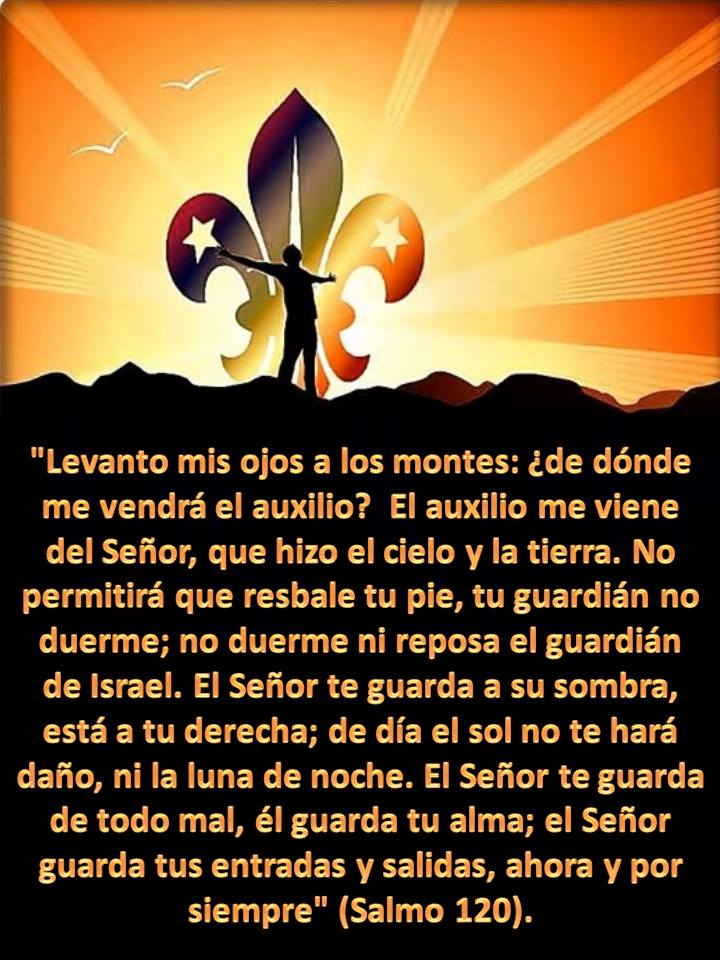 "Levanto mis ojos a los montes: ¿de dónde
me vendrá el auxilio?  El auxilio me viene
del Señor, que hizo el cielo y la tierra. No
permitirá que resbale tu pie, tu guardián no
duerme; no duerme ni reposa el guardián
de Israel. El Señor te guarda a su sombra,
está a tu derecha; de día el sol no te hará
daño, ni la luna de noche. El Señor te guarda
de todo mal, él guarda tu alma; el Señor
guarda tus entradas y salidas, ahora y por
siempre" (Salmo 120).